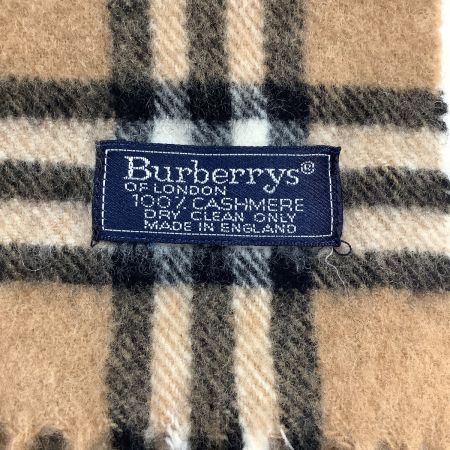 Burberrys®
OF LONDON
100% CASHMERE
DRY CLEAN ONLY
MADE IN ENGLAND